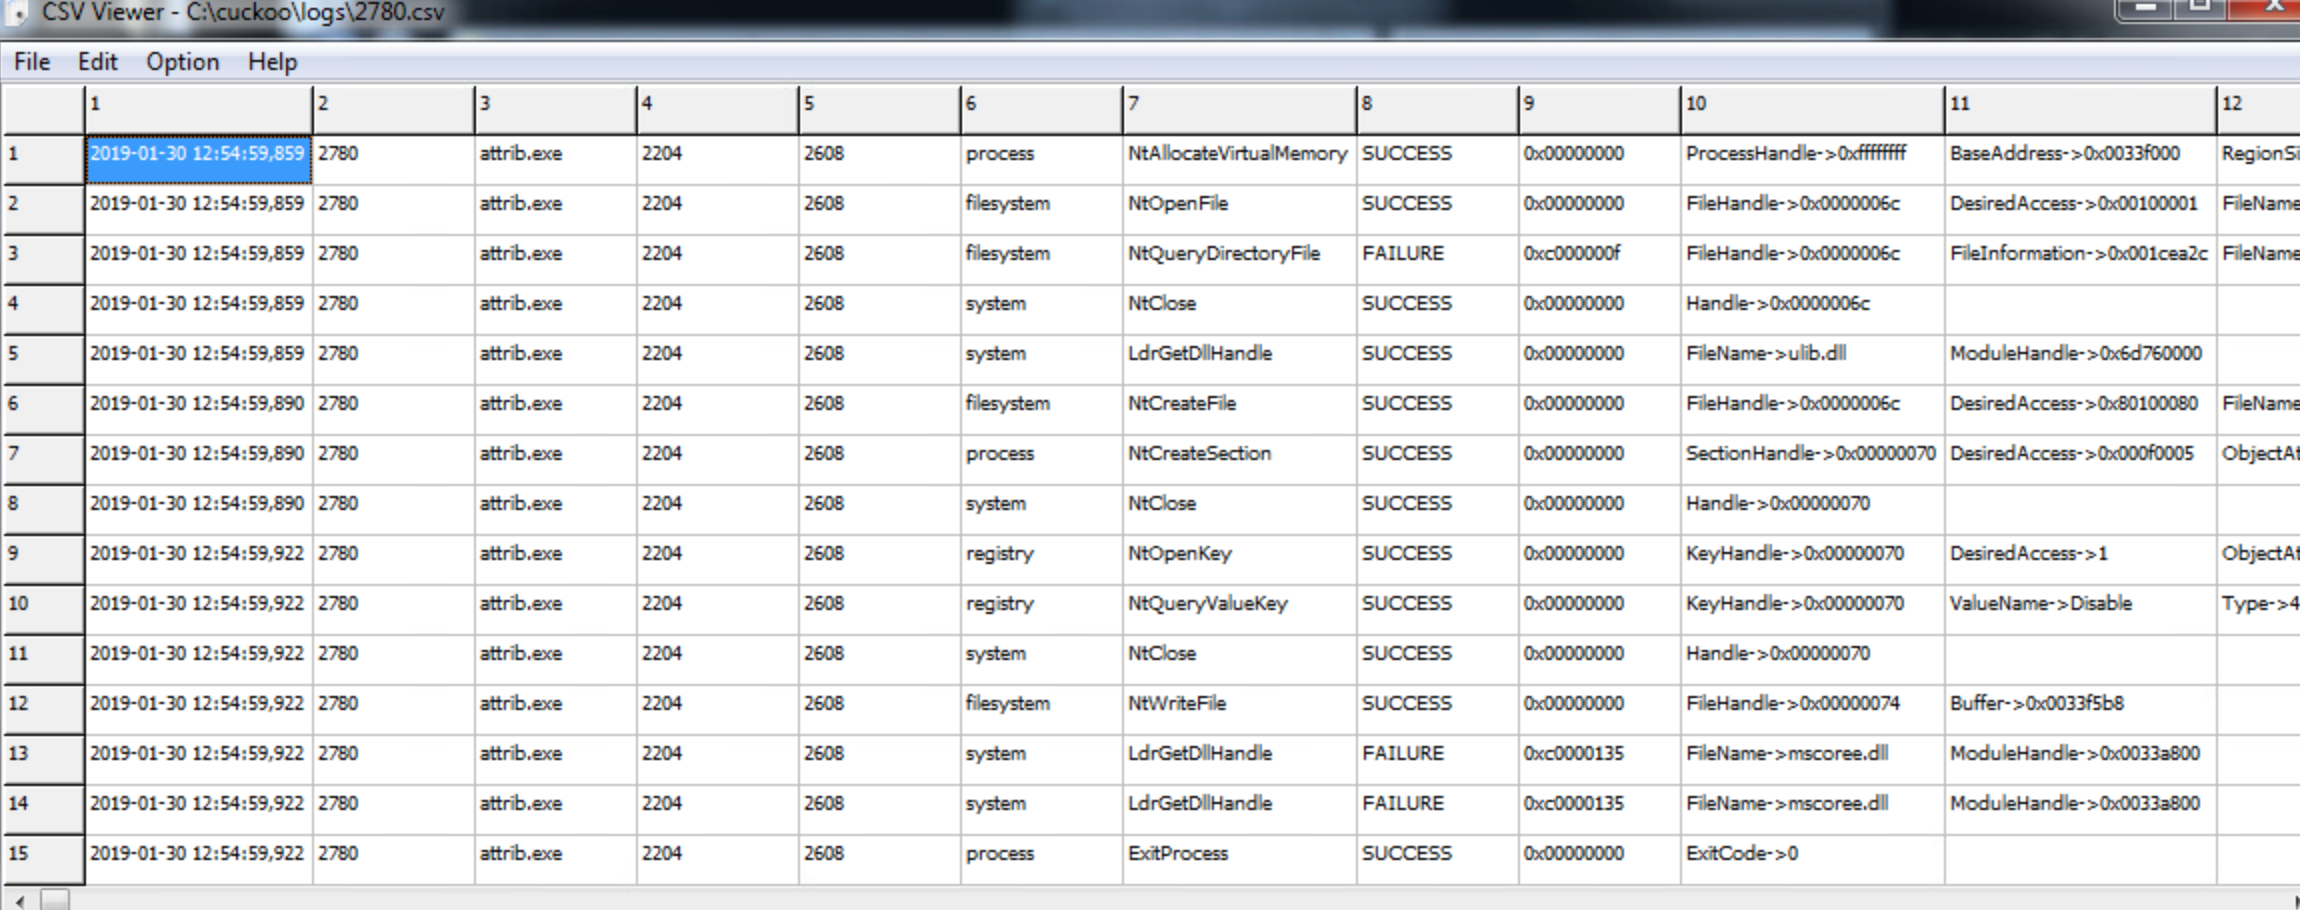 CSV Viewer - C:\cuckoo\logs\2780.csv
File Edit Option Help
1 2 3 4 5 6 7 8 9 10 11 12
1 2019-01-30 12:54:59,859 2780 attrib.exe 2204 2608 process NtAllocateVirtualMemory SUCCESS 0x00000000 ProcessHandle->0xffffffff BaseAddress->0x0033f000 RegionSi
2 2019-01-30 12:54:59,859 2780 attrib.exe 2204 2608 filesystem NtOpenFile SUCCESS 0x00000000 FileHandle->0x0000006c DesiredAccess->0x00100001 FileName
3 2019-01-30 12:54:59,859 2780 attrib.exe 2204 2608 filesystem NtQueryDirectoryFile FAILURE 0xc000000f FileHandle->0x0000006c FileInformation->0x001cea2c FileName
4 2019-01-30 12:54:59,859 2780 attrib.exe 2204 2608 system NtClose SUCCESS 0x00000000 Handle->0x0000006c
5 2019-01-30 12:54:59,859 2780 attrib.exe 2204 2608 system LdrGetDllHandle SUCCESS 0x00000000 FileName->ulib.dll ModuleHandle->0x6d760000
6 2019-01-30 12:54:59,890 2780 attrib.exe 2204 2608 filesystem NtCreateFile SUCCESS 0x00000000 FileHandle->0x0000006c DesiredAccess->0x80100080 FileName
7 2019-01-30 12:54:59,890 2780 attrib.exe 2204 2608 process NtCreateSection SUCCESS 0x00000000 SectionHandle->0x00000070 DesiredAccess->0x000f0005 ObjectAt
8 2019-01-30 12:54:59,890 2780 attrib.exe 2204 2608 system NtClose SUCCESS 0x00000000 Handle->0x00000070
9 2019-01-30 12:54:59,922 2780 attrib.exe 2204 2608 registry NtOpenKey SUCCESS 0x00000000 KeyHandle->0x00000070 DesiredAccess->1 ObjectAt
10 2019-01-30 12:54:59,922 2780 attrib.exe 2204 2608 registry NtQueryValueKey SUCCESS 0x00000000 KeyHandle->0x00000070 ValueName->Disable Type->4
11 2019-01-30 12:54:59,922 2780 attrib.exe 2204 2608 system NtClose SUCCESS 0x00000000 Handle->0x00000070
12 2019-01-30 12:54:59,922 2780 attrib.exe 2204 2608 filesystem NtWriteFile SUCCESS 0x00000000 FileHandle->0x00000074 Buffer->0x0033f5b8
13 2019-01-30 12:54:59,922 2780 attrib.exe 2204 2608 system LdrGetDllHandle FAILURE 0xc0000135 FileName->mscoree.dll ModuleHandle->0x0033a800
14 2019-01-30 12:54:59,922 2780 attrib.exe 2204 2608 system LdrGetDllHandle FAILURE 0xc0000135 FileName->mscoree.dll ModuleHandle->0x0033a800
15 2019-01-30 12:54:59,922 2780 attrib.exe 2204 2608 process ExitProcess SUCCESS 0x00000000 ExitCode->0